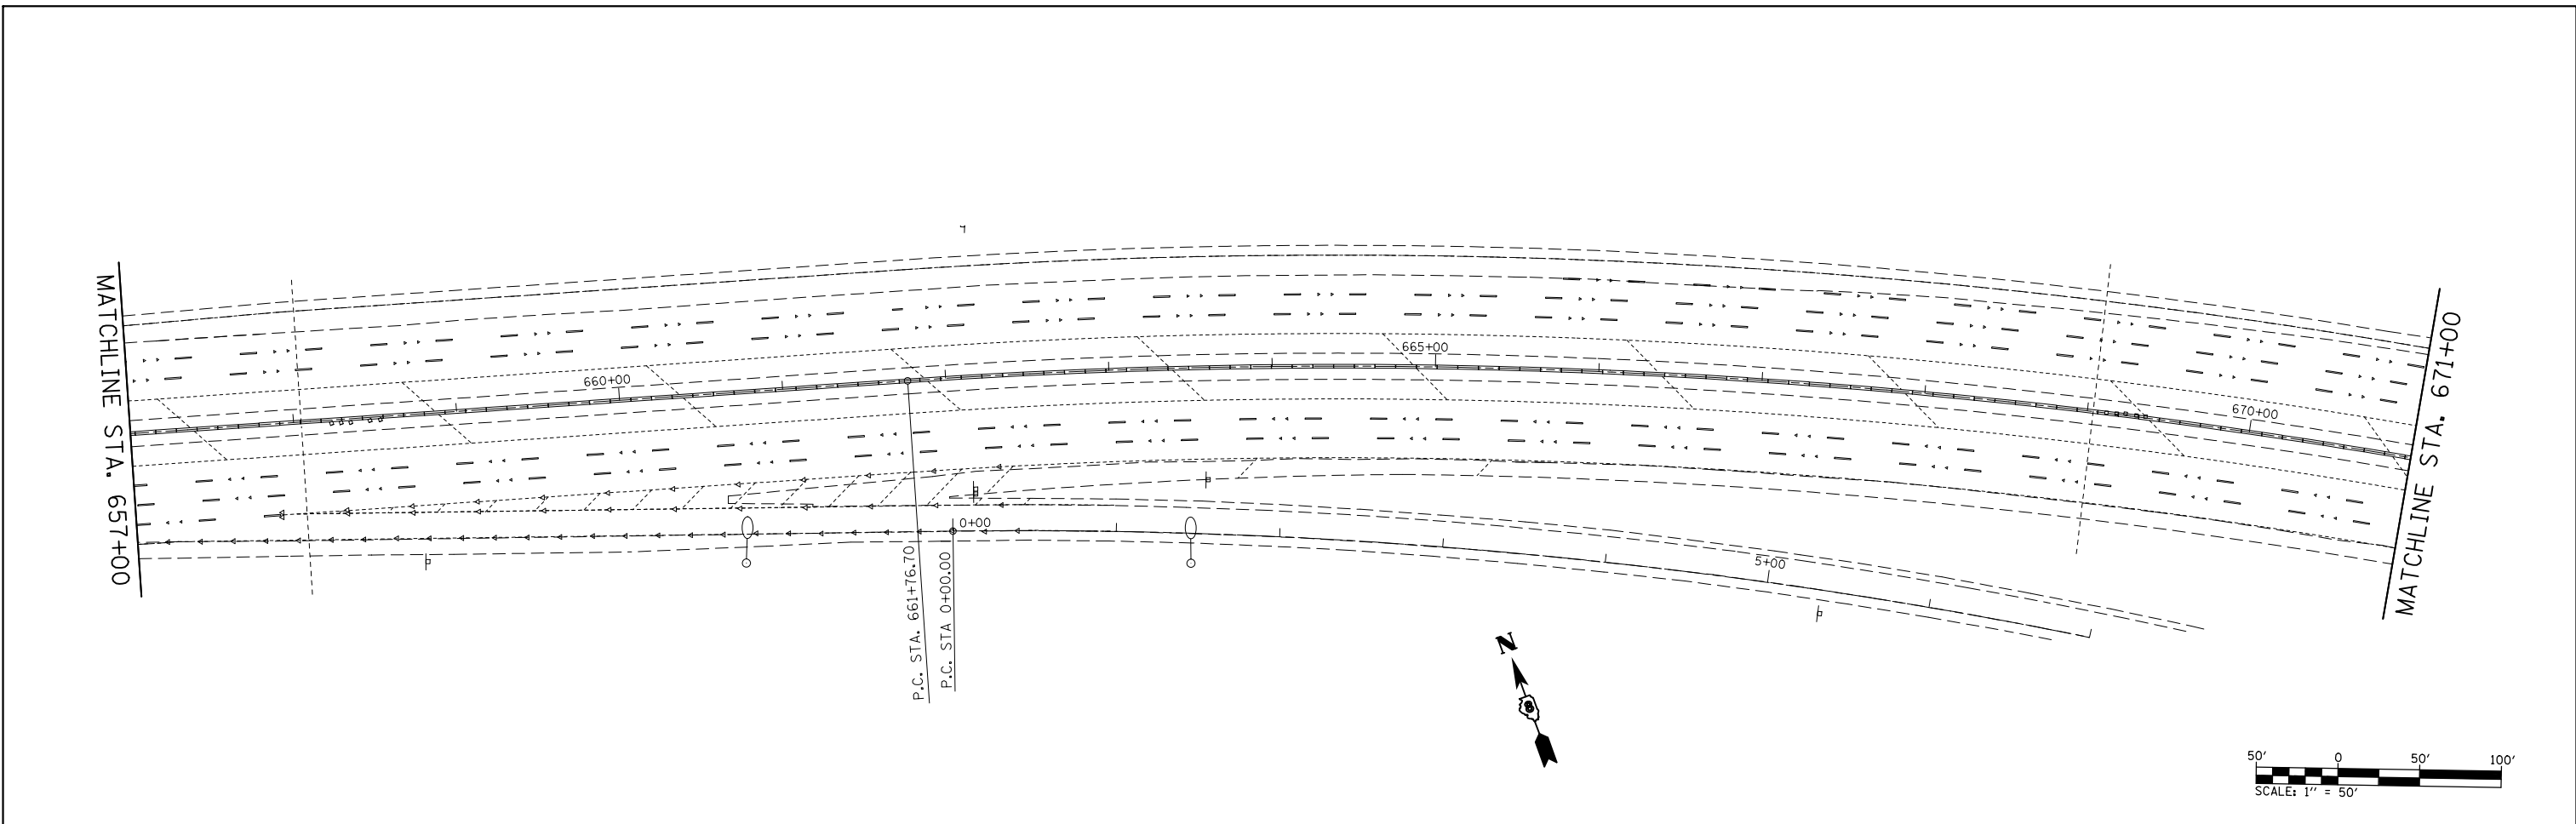 MATCHLINE STA. 657+00
660+00
665+00
670+00
MATCHLINE STA. 671+00
0+00
5+00
P.C. STA. 661+76.70
P.C. STA 0+00.00
N
8
50' 0 50' 100'
SCALE: 1'' = 50'